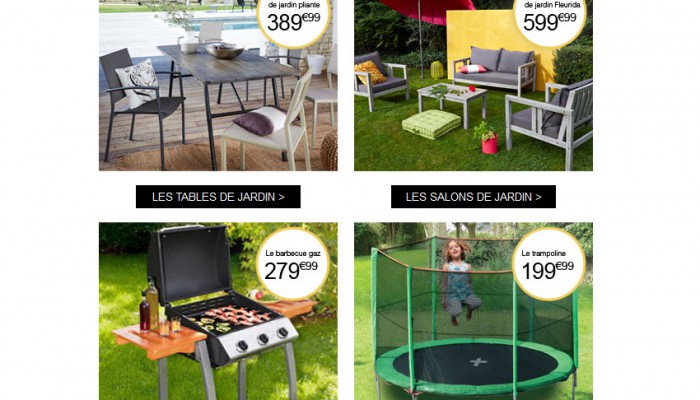 de jardin pliante
389€99
de jardin Fleurida
599€99
LES TABLES DE JARDIN >
LES SALONS DE JARDIN >
Le barbecue gaz
279€99
Le trampoline
199€99